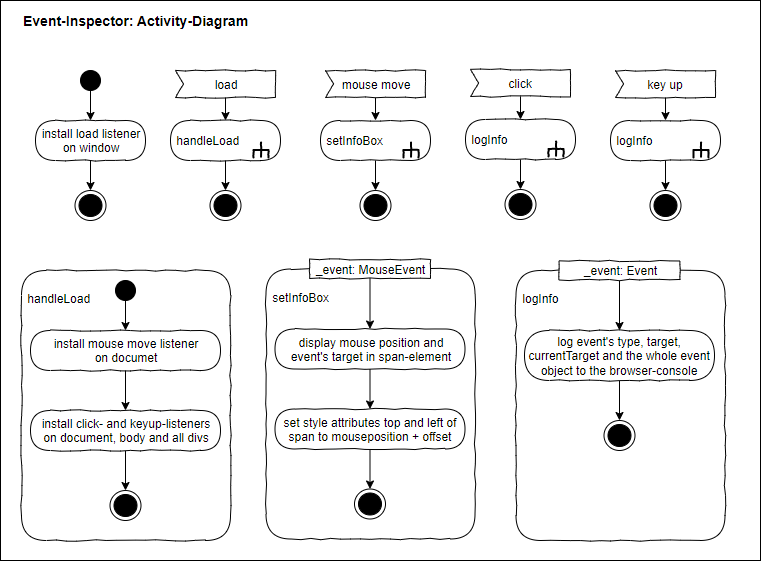 Event-Inspector: Activity-Diagram
load
mouse move
click
key up
install load listener
on window
handleLoad
setInfoBox
logInfo
logInfo
handleLoad
install mouse move listener
on documet
install click- and keyup-listeners
on document, body and all divs
_event: MouseEvent
setInfoBox
display mouse position and
event's target in span-element
set style attributes top and left of
span to mouseposition + offset
_event: Event
logInfo
log event's type, target,
currentTarget and the whole event
object to the browser-console